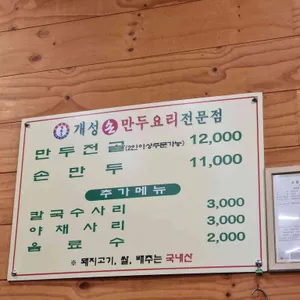 개성손만두요리전문점
만두전골(2인이상주문가능) 12,000
손만두 11,000
추가메뉴
칼국수사리 3,000
야채사리 3,000
음료수 2,000
※ 돼지고기, 쌀, 배추는 국내산